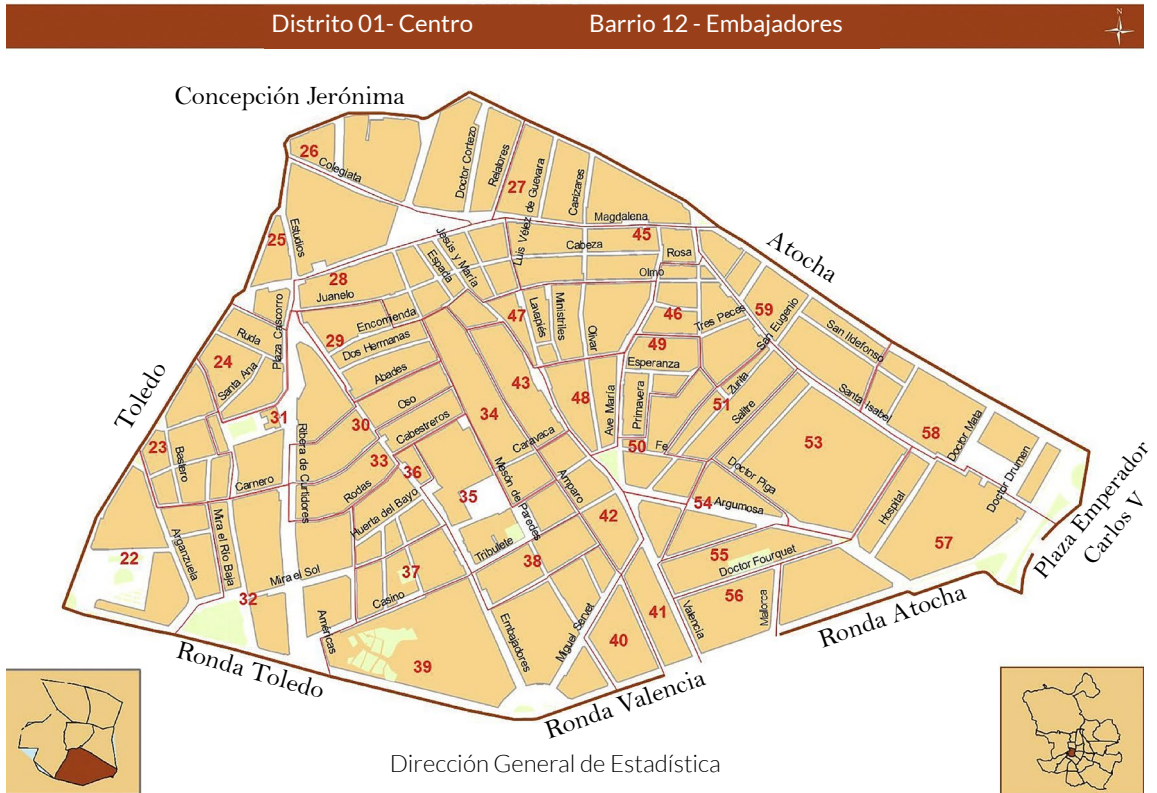 Distrito 01- Centro
Barrio 12 - Embajadores
N
Concepción Jerónima
26
Colegiata
Doctor Cortezo
Relatores
27
Luis Vélez de Guevara
Cañizares
Magdalena
25
Estudios
Jesús y María
Espada
Cabeza
45
Rosa
Atocha
28
Juanelo
Olmo
Plaza Cascorro
Encomienda
29
Dos Hermanas
47
Lavapiés
Ministriles
Olivar
46
Tres Peces
59
San Eugenio
San Ildefonso
Ruda
24
Santa Ana
Abades
43
49
Esperanza
Toledo
Oso
48
Ave María
Primavera
51
Zurita
Salitre
Santa Isabel
31
30
Cabestreros
34
Caravaca
Ribera de Curtidores
23
Bastero
33
36
50
Fe
53
58
Doctor Mata
Doctor Drumen
Carnero
Rodas
Huerta del Bayo
35
Mesón de Paredes
Amparo
Doctor Piga
54
Argumosa
Hospital
Plaza Emperador
Carlos V
Arganzuela
Mira el Río Baja
42
22
Tribulete
38
55
Doctor Fourquet
57
Mira el Sol
37
Casino
32
56
Mallorca
Américas
Embajadores
Miguel Servet
41
Valencia
40
Ronda Atocha
39
Ronda Toledo
Ronda Valencia
Dirección General de Estadística